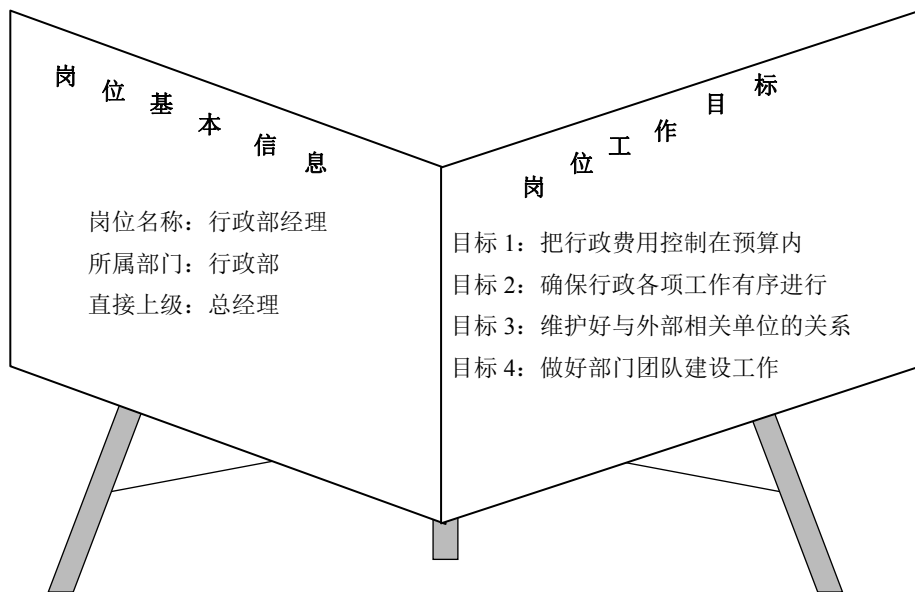 岗位基本信息
岗位名称：行政部经理
所属部门：行政部
直接上级：总经理
岗位工作目标
目标 1：把行政费用控制在预算内
目标 2：确保行政各项工作有序进行
目标 3：维护好与外部相关单位的关系
目标 4：做好部门团队建设工作